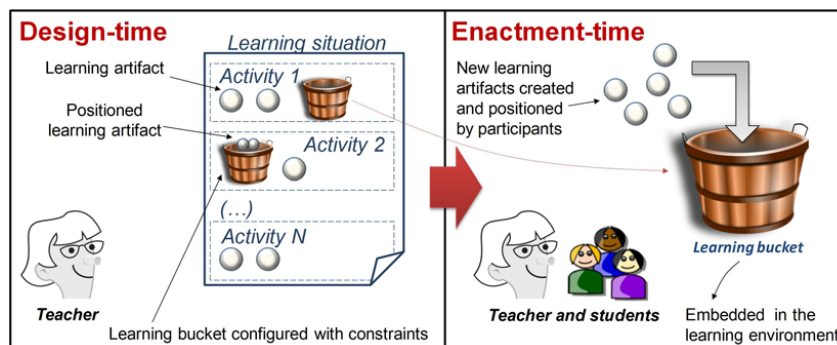 Design-time
Learning situation
Learning artifact
Activity 1
Positioned
learning artifact
Activity 2
(...)
Activity N
Teacher
Learning bucket configured with constraints
Enactment-time
New learning
artifacts created
and positioned
by participants
Learning bucket
Teacher and students
Embedded in the
learning environment